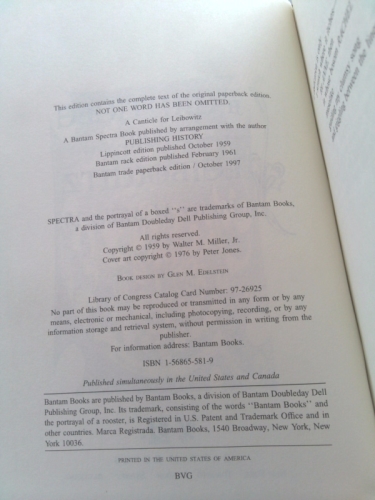 This edition contains the complete text of the original paperback edition.
NOT ONE WORD HAS BEEN OMITTED.
A Canticle for Leibowitz
A Bantam Spectra Book published by arrangement with the author
PUBLISHING HISTORY
Lippincott edition published October 1959
Bantam rack edition published February 1961
Bantam trade paperback edition / October 1997
SPECTRA and the portrayal of a boxed "s" are trademarks of Bantam Books,
a division of Bantam Doubleday Dell Publishing Group, Inc.
All rights reserved.
Copyright © 1959 by Walter M. Miller, Jr.
Cover art copyright © 1976 by Peter Jones.
BOOK DESIGN BY GLEN M. EDELSTEIN
Library of Congress Catalog Card Number: 97-26925
No part of this book may be reproduced or transmitted in any form or by any
means, electronic or mechanical, including photocopying, recording, or by any
information storage and retrieval system, without permission in writing from the
publisher.
For information address: Bantam Books.
ISBN 1-56865-581-9
Published simultaneously in the United States and Canada
Bantam Books are published by Bantam Books, a division of Bantam Doubleday Dell
Publishing Group, Inc. Its trademark, consisting of the words "Bantam Books" and
the portrayal of a rooster, is Registered in U.S. Patent and Trademark Office and in
other countries. Marca Registrada. Bantam Books, 1540 Broadway, New York, New
York 10036.
PRINTED IN THE UNITED STATES OF AMERICA
BVG